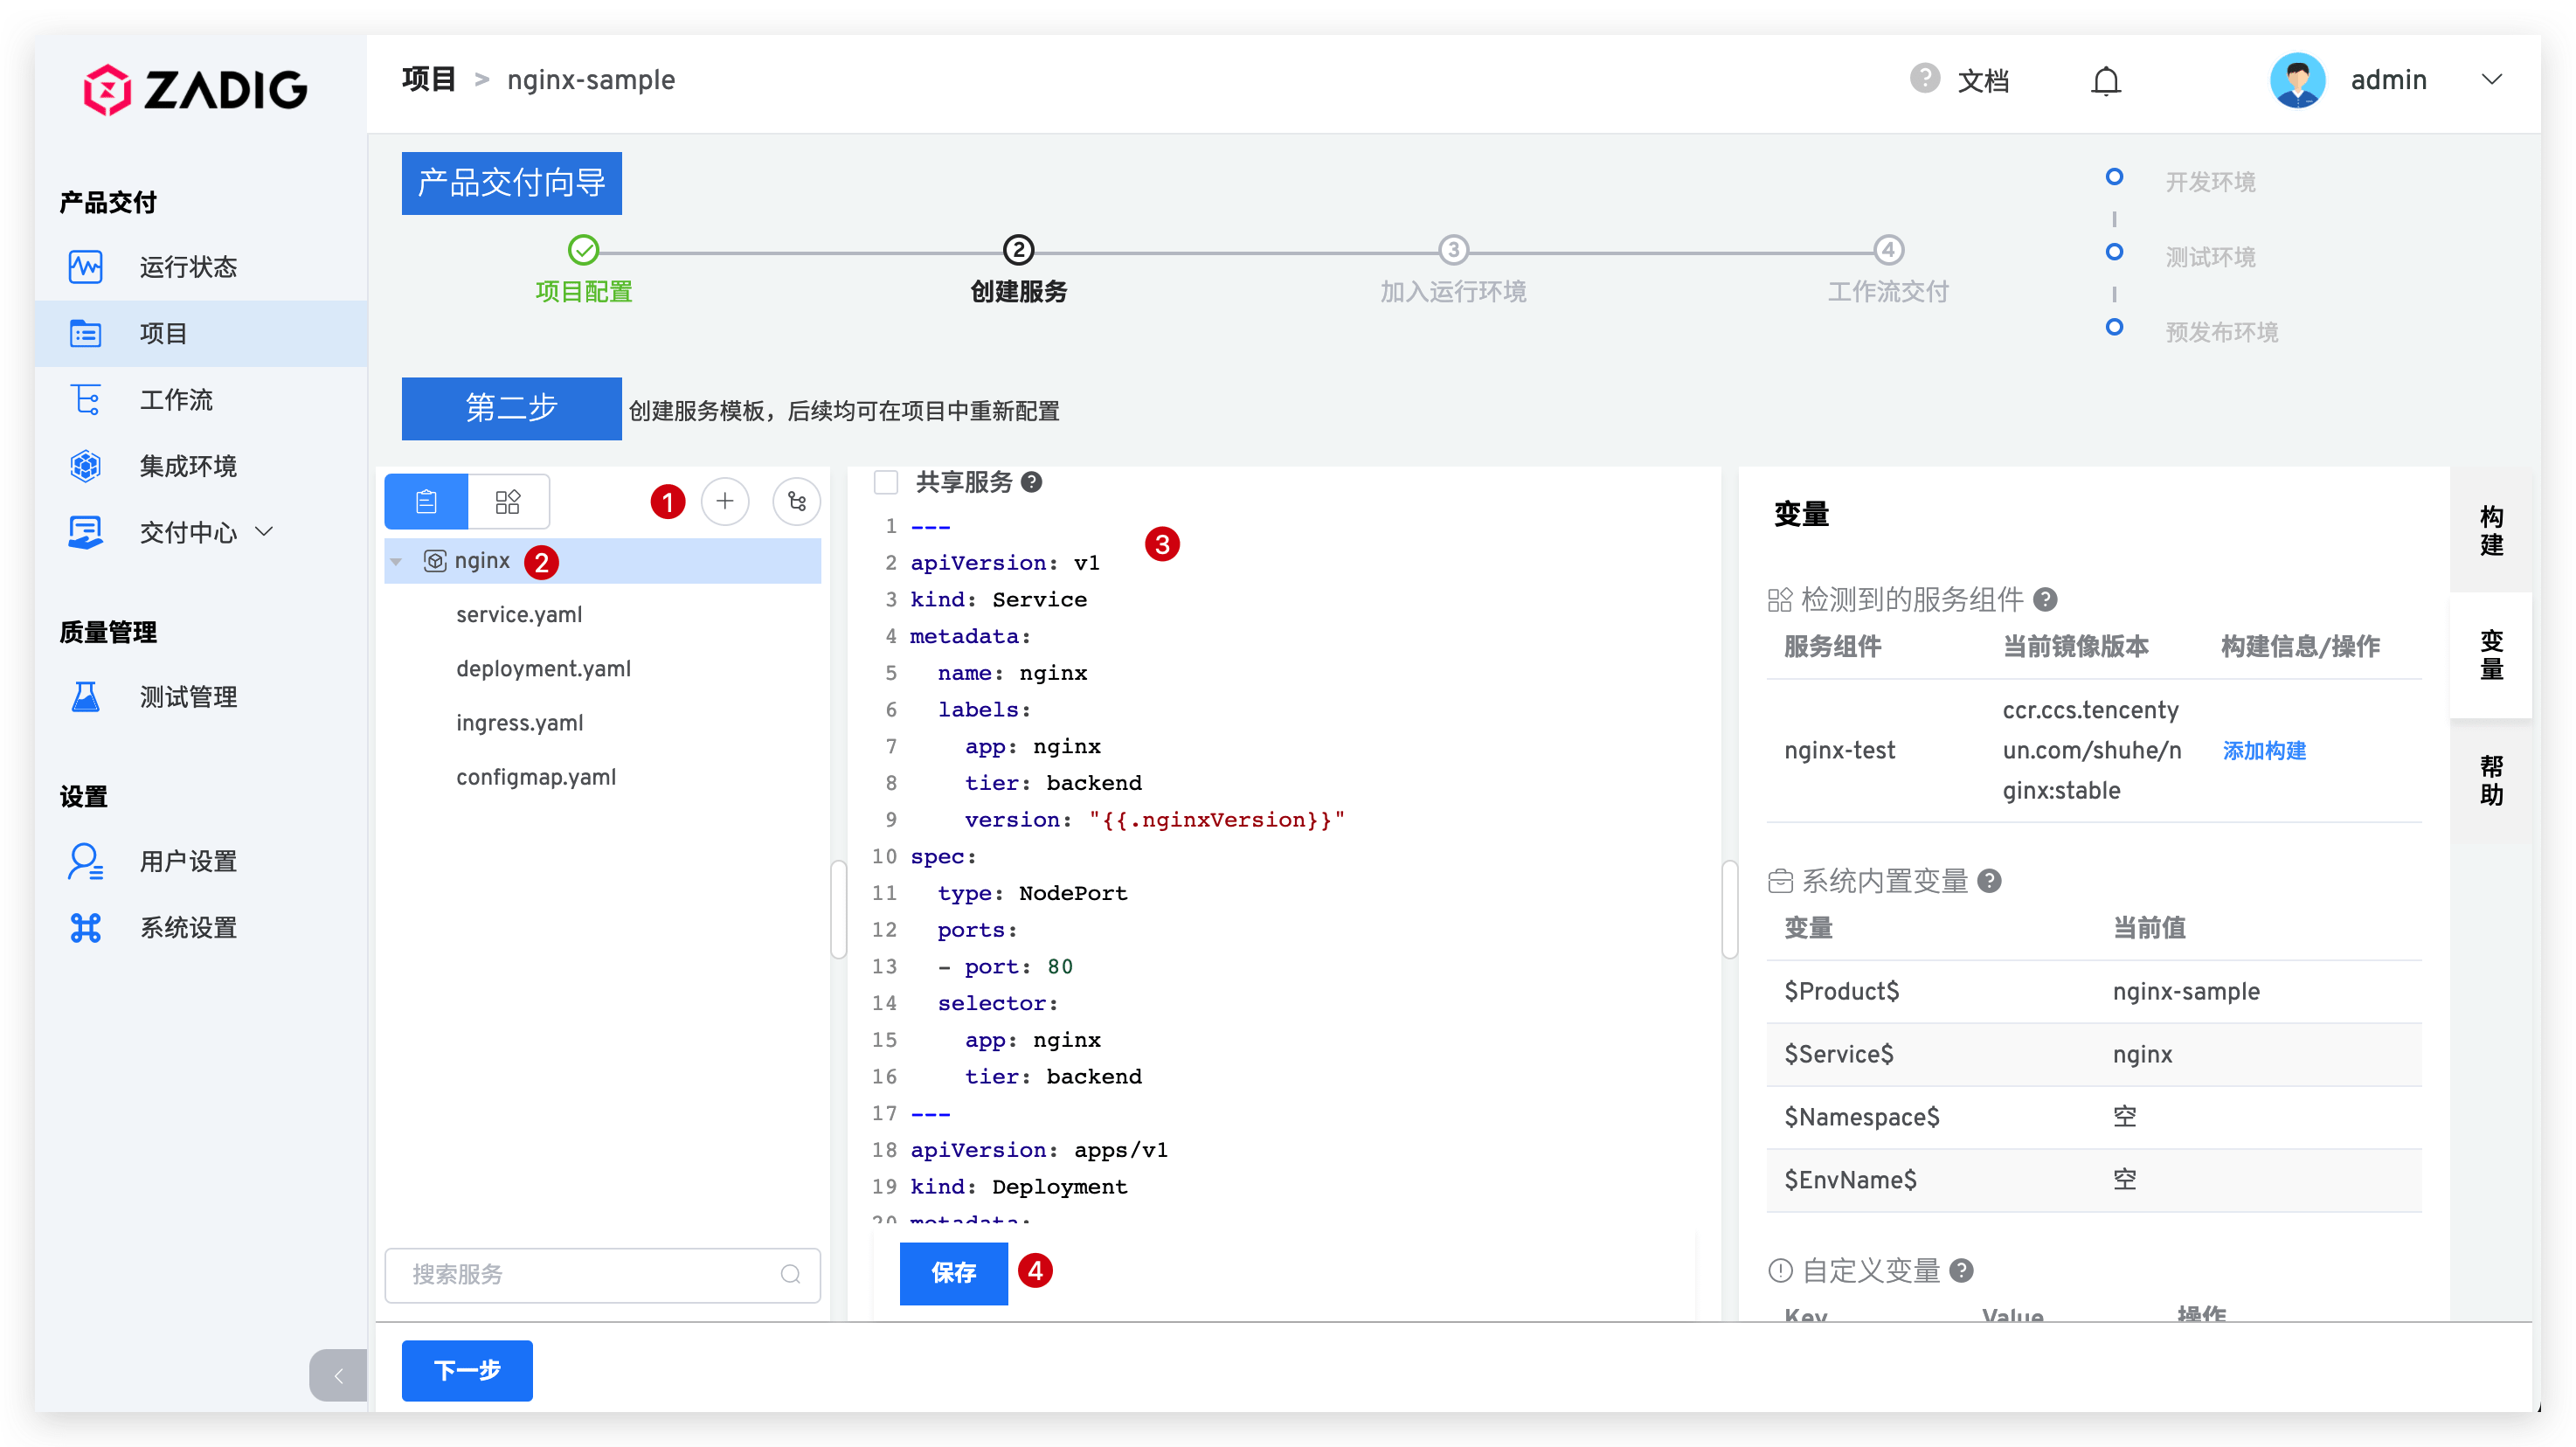 ZADIG
产品交付
运行状态
项目
工作流
集成环境
交付中心
质量管理
测试管理
设置
用户设置
系统设置
项目 > nginx-sample
? 文档
admin
产品交付向导
项目配置
2
创建服务
3
加入运行环境
4
工作流交付
开发环境
测试环境
预发布环境
第二步 创建服务模板，后续均可在项目中重新配置
1
nginx 2
service.yaml
deployment.yaml
ingress.yaml
configmap.yaml
搜索服务
共享服务 ?
3
1 ---
2 apiVersion: v1
3 kind: Service
4 metadata:
5   name: nginx
6   labels:
7     app: nginx
8     tier: backend
9     version: "{{.nginxVersion}}"
10 spec:
11   type: NodePort
12   ports:
13   - port: 80
14   selector:
15     app: nginx
16     tier: backend
17 ---
18 apiVersion: apps/v1
19 kind: Deployment
20 metadata:
保存 4
变量
检测到的服务组件 ?
服务组件 当前镜像版本 构建信息/操作
nginx-test ccr.ccs.tencenty 添加构建
un.com/shuhe/n
ginx:stable
系统内置变量 ?
变量 当前值
$Product$ nginx-sample
$Service$ nginx
$Namespace$ 空
$EnvName$ 空
自定义变量 ?
Key Value 操作
构建
变量
帮助
下一步